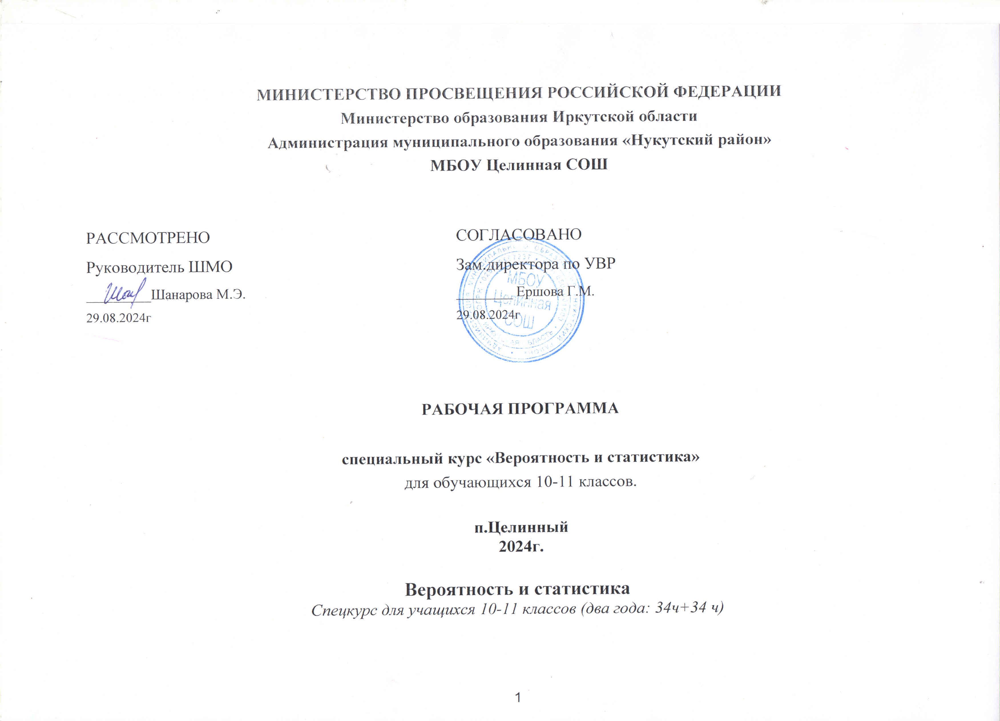 МИНИСТЕРСТВО ПРОСВЕЩЕНИЯ РОССИЙСКОЙ ФЕДЕРАЦИИ
Министерство образования Иркутской области
Администрация муниципального образования «Нукутский район»
МБОУ Целинная СОШ
РАССМОТРЕНО
Руководитель ШМО
__________Шанарова М.Э.
29.08.2024г
СОГЛАСОВАНО
Зам.директора по УВР
_________Ершова Г.М.
29.08.2024г
МБОУ
Целинная
СОШ
РАБОЧАЯ ПРОГРАММА
специальный курс «Вероятность и статистика»
для обучающихся 10-11 классов.
п.Целинный
2024г.
Вероятность и статистика
Спецкурс для учащихся 10-11 классов (два года: 34ч+34 ч)
1